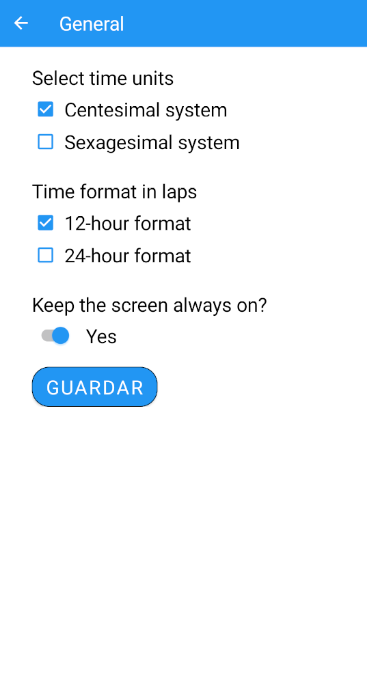 General
Select time units
Centesimal system
Sexagesimal system
Time format in laps
12-hour format
24-hour format
Keep the screen always on?
Yes
GUARDAR